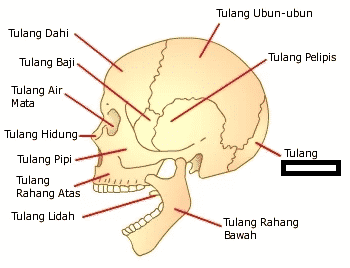 Tulang Ubun-ubun
Tulang Dahi
Tulang Pelipis
Tulang Baji
Tulang Air
Mata
Tulang Hidung
Tulang
Tulang Pipi
Tulang
Rahang Atas
Tulang Lidah
Tulang Rahang
Bawah